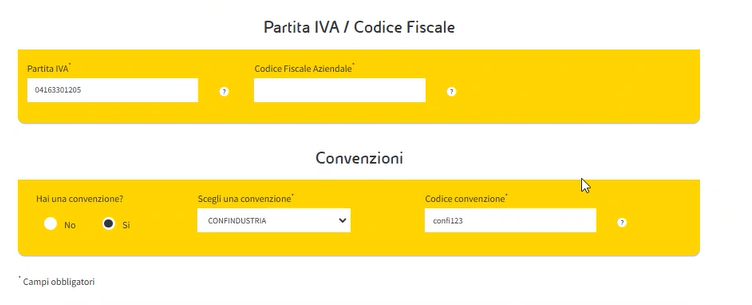 Partita IVA / Codice Fiscale
Partita IVA* Codice Fiscale Aziendale*
04163301205 ? ?
Convenzioni
Hai una convenzione? Scegli una convenzione* Codice convenzione*
No Si CONFINDUSTRIA confi123 ?
* Campi obbligatori